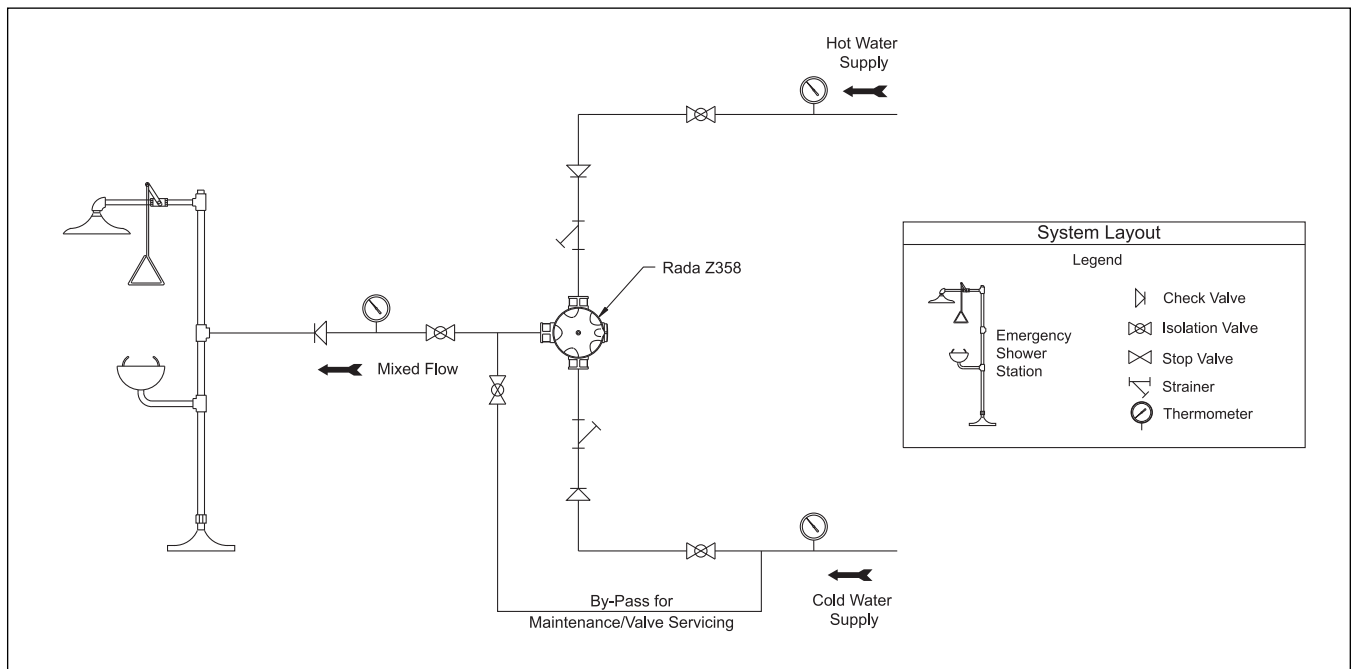 Hot Water
Supply
Rada Z358
Mixed Flow
By-Pass for
Maintenance/Valve Servicing
Cold Water
Supply
System Layout
Legend
Emergency
Shower
Station
Check Valve
Isolation Valve
Stop Valve
Strainer
Thermometer